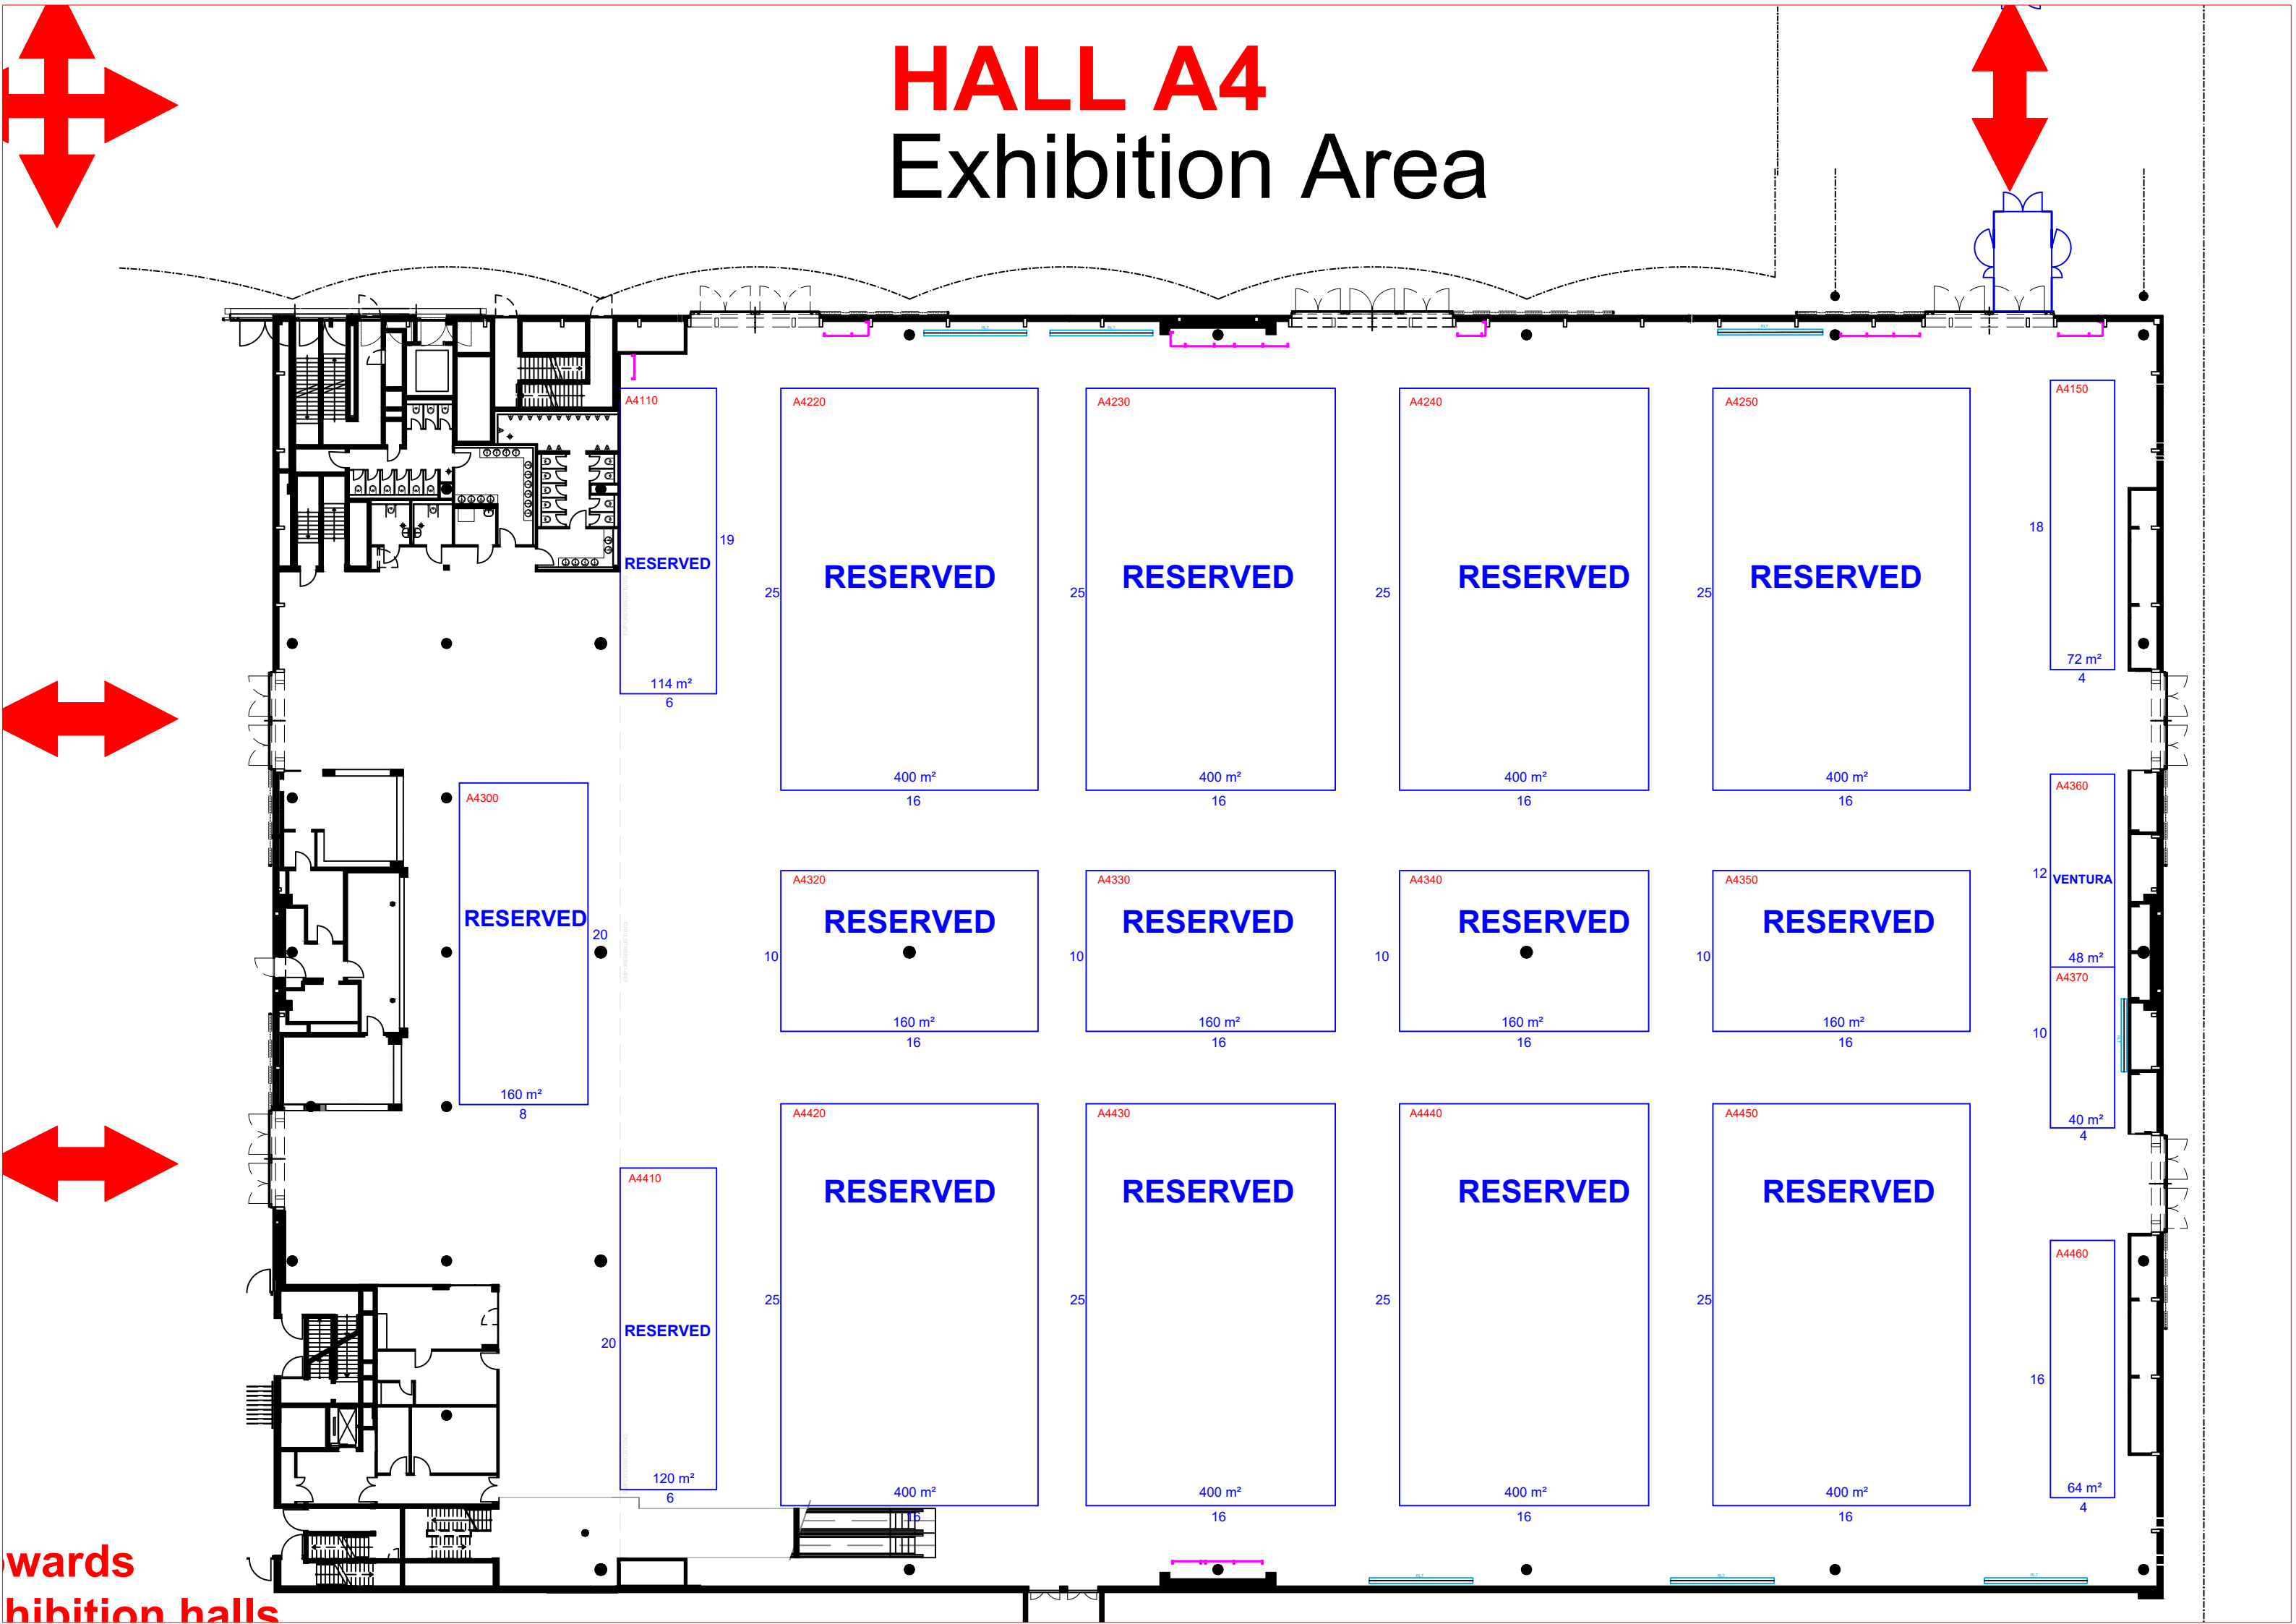 HALL A4
Exhibition Area
A4110
RESERVED
19
114 m²
6
A4220
RESERVED
25
400 m²
16
A4230
RESERVED
25
400 m²
16
A4240
RESERVED
25
400 m²
16
A4250
RESERVED
25
400 m²
16
A4150
18
72 m²
4
A4300
RESERVED
20
160 m²
8
A4320
RESERVED
10
160 m²
16
A4330
RESERVED
10
160 m²
16
A4340
RESERVED
10
160 m²
16
A4350
RESERVED
10
160 m²
16
A4360
12
VENTURA
48 m²
A4370
10
40 m²
4
A4410
RESERVED
20
120 m²
6
A4420
RESERVED
25
400 m²
16
A4430
RESERVED
25
400 m²
16
A4440
RESERVED
25
400 m²
16
A4450
RESERVED
25
400 m²
16
A4460
16
64 m²
4
wards
hibition halls